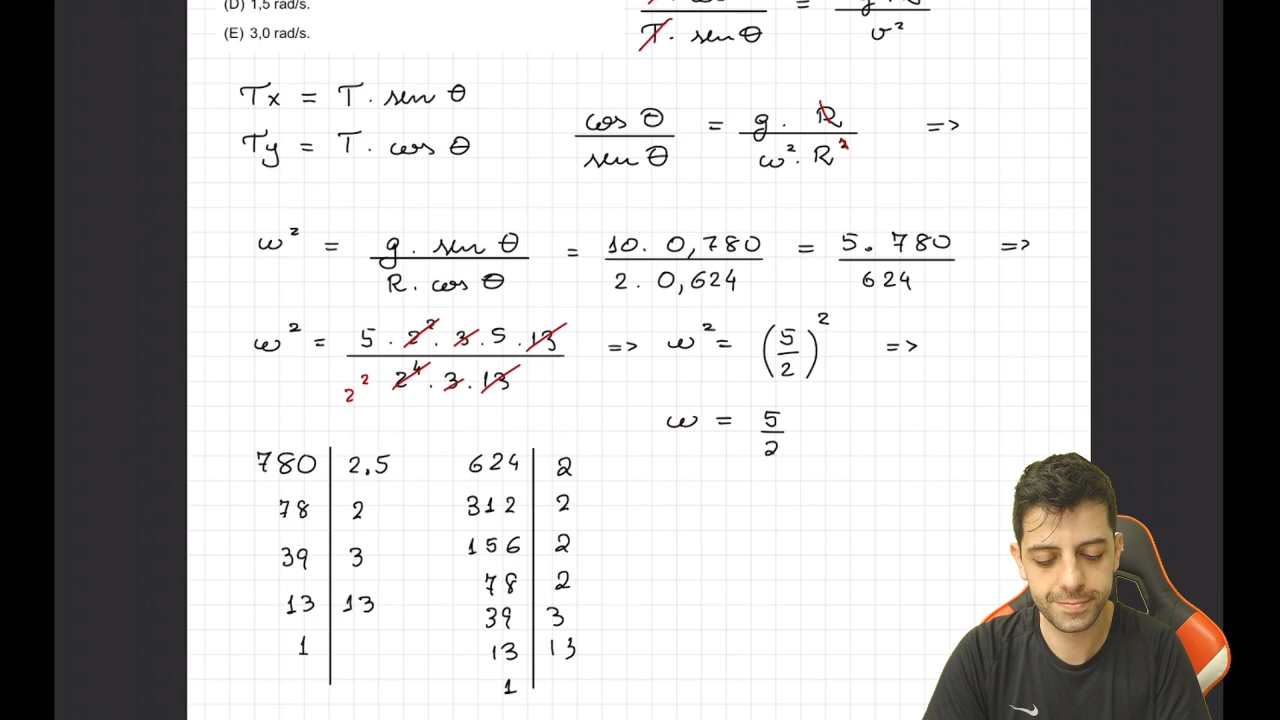 (D) 1,5 rad/s.
(E) 3,0 rad/s.
T. sen θ = v²
Tx = T. sen θ
Ty = T. cos θ
cos θ / sen θ = g. R / ω². R² =>
ω² = g. sen θ / R. cos θ = 10. 0,780 / 2. 0,624 = 5. 780 / 624 =>
ω² = 5. 2². 3. 5. 13 / 2² 2⁴. 3. 13 => ω² = (5/2)² =>
ω = 5/2
780 | 2.5 624 | 2
78 | 2 312 | 2
39 | 3 156 | 2
13 | 13 78 | 2
1 39 | 3
13 | 13
1